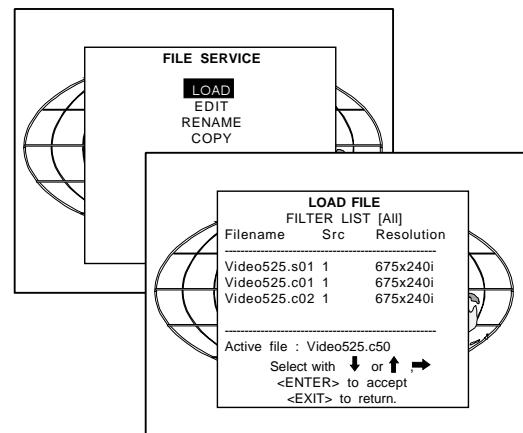 FILE SERVICE
LOAD
EDIT
RENAME
COPY
LOAD FILE
FILTER LIST [All]
Filename Src Resolution
--------------------------------------------------------
Video525.s01 1 675x240i
Video525.c01 1 675x240i
Video525.c02 1 675x240i
--------------------------------------------------------
Active file : Video525.c50
Select with ⬇ or ⬆ ,➡
<ENTER> to accept
<EXIT> to return.